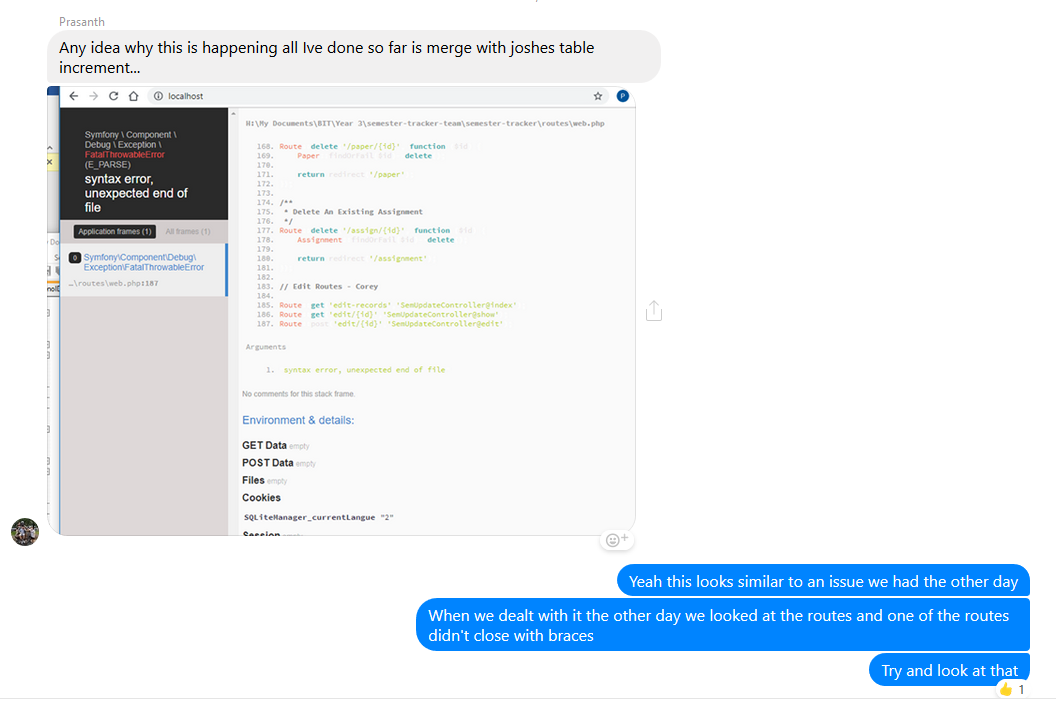 Prasanth
Any idea why this is happening all Ive done so far is merge with joshes table
increment...
localhost
P
Symfony \ Component \
Debug \ Exception \
FatalThrowableError
(E_PARSE)
syntax error,
unexpected end of
file
Application frames (1)
All frames (1)
0
Symfony\Component\Debug\
Exception\FatalThrowableError
…\routes\web.php:187
H:\My Documents\BIT\Year 3\semester-tracker-team\semester-tracker\routes\web.php
168. Route delete '/paper/{id}' function $id
169. Paper findOrFail $id delete
170.
171. return redirect '/paper'
172.
173.
174. /**
175. * Delete An Existing Assignment
176. */
177. Route delete '/assign/{id}' function $id
178. Assignment findOrFail $id delete
179.
180. return redirect '/assignment'
181.
182.
183. // Edit Routes - Corey
184.
185. Route get 'edit-records' 'SemUpdateController@index'
186. Route get 'edit/{id}' 'SemUpdateController@show'
187. Route post 'edit/{id}' 'SemUpdateController@edit'
Arguments
1. syntax error, unexpected end of file
No comments for this stack frame.
Environment & details:
GET Data empty
POST Data empty
Files empty
Cookies
SQLiteManager_currentLangue "2"
Session
Yeah this looks similar to an issue we had the other day
When we dealt with it the other day we looked at the routes and one of the routes
didn't close with braces
Try and look at that
1